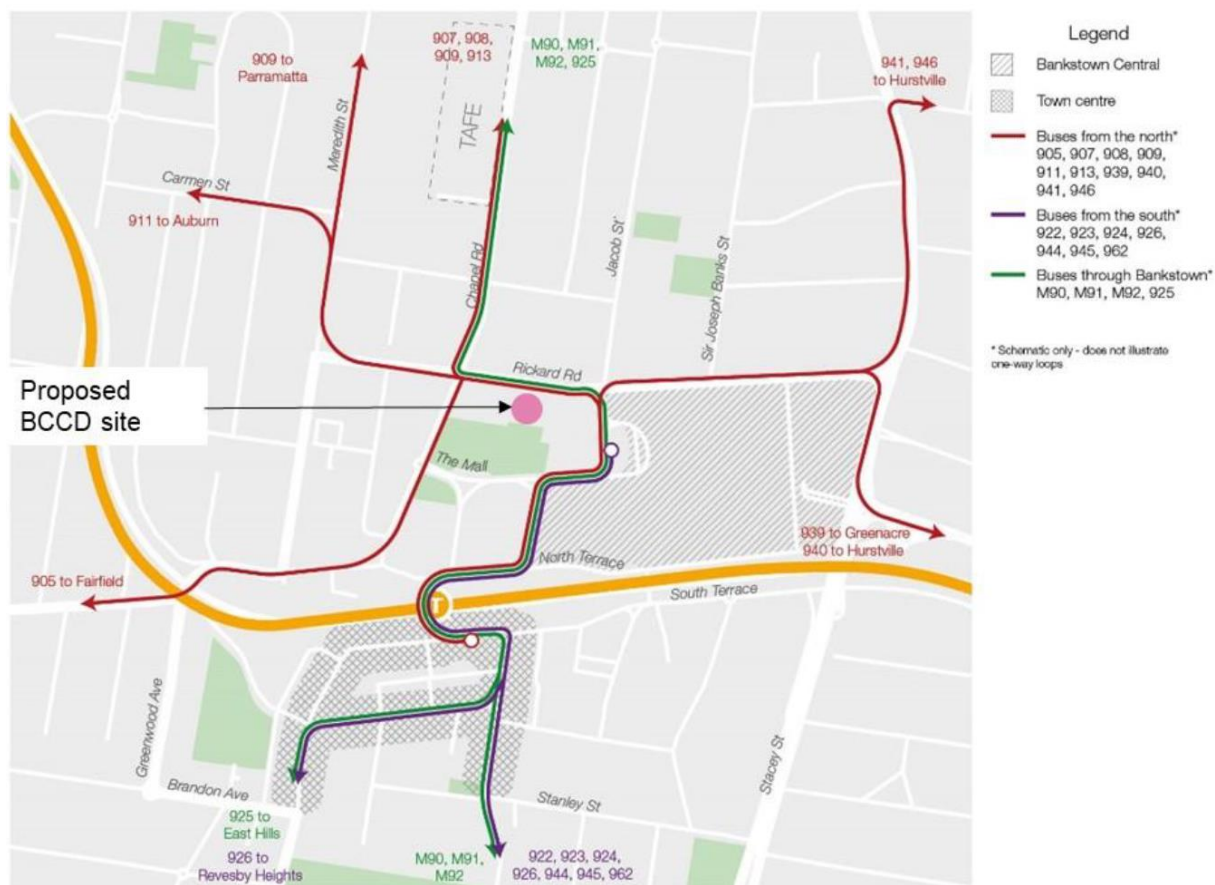 907, 908,
909, 913
M90, M91,
M92, 925
909 to
Parramatta
941, 946
to Hurstville
Meredith St
TAFE
Carmen St
911 to Auburn
Chapel Rd
Jacob St
Sir Joseph Banks St
Rickard Rd
Proposed
BCCD site
The Mall
939 to Greenacre
940 to Hurstville
North Terrace
905 to Fairfield
T
South Terrace
Greenwood Ave
Stacey St
Brandon Ave
Stanley St
925 to
East Hills
926 to
Revesby Heights
M90, M91,
M92
922, 923, 924,
926, 944, 945, 962
Legend
Bankstown Central
Town centre
Buses from the north*
905, 907, 908, 909,
911, 913, 939, 940,
941, 946
Buses from the south*
922, 923, 924, 926,
944, 945, 962
Buses through Bankstown*
M90, M91, M92, 925
* Schematic only - does not illustrate
one-way loops